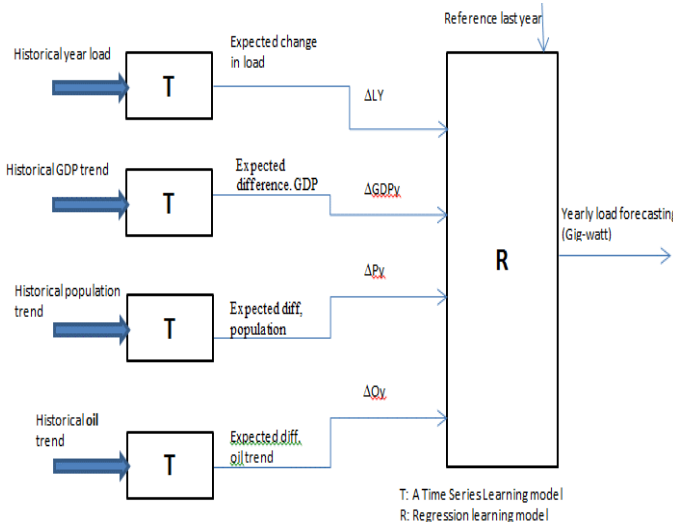 Reference last year
Historical year load
T
Expected change
in load
ΔLY
Historical GDP trend
T
Expected
difference. GDP
ΔGDPy
Historical population
trend
T
Expected diff,
population
ΔPy
Historical oil
trend
T
Expected diff.
oil trend
ΔOy
R
Yearly load forecasting
(Gig-watt)
T: A Time Series Learning model
R: Regression learning model